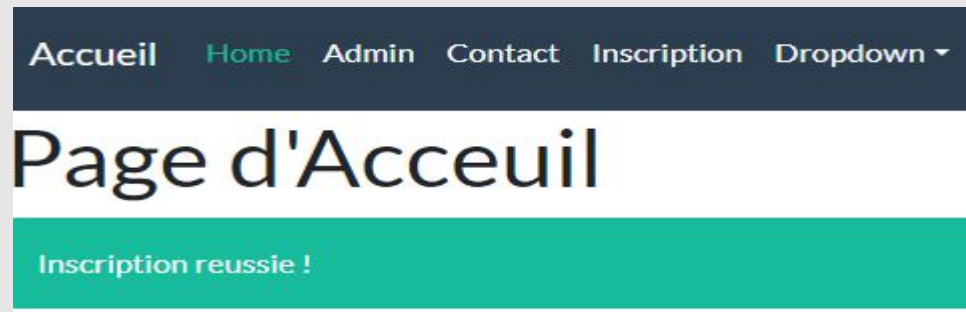 Accueil Home Admin Contact Inscription Dropdown
Page d'Acceuil
Inscription reussie !